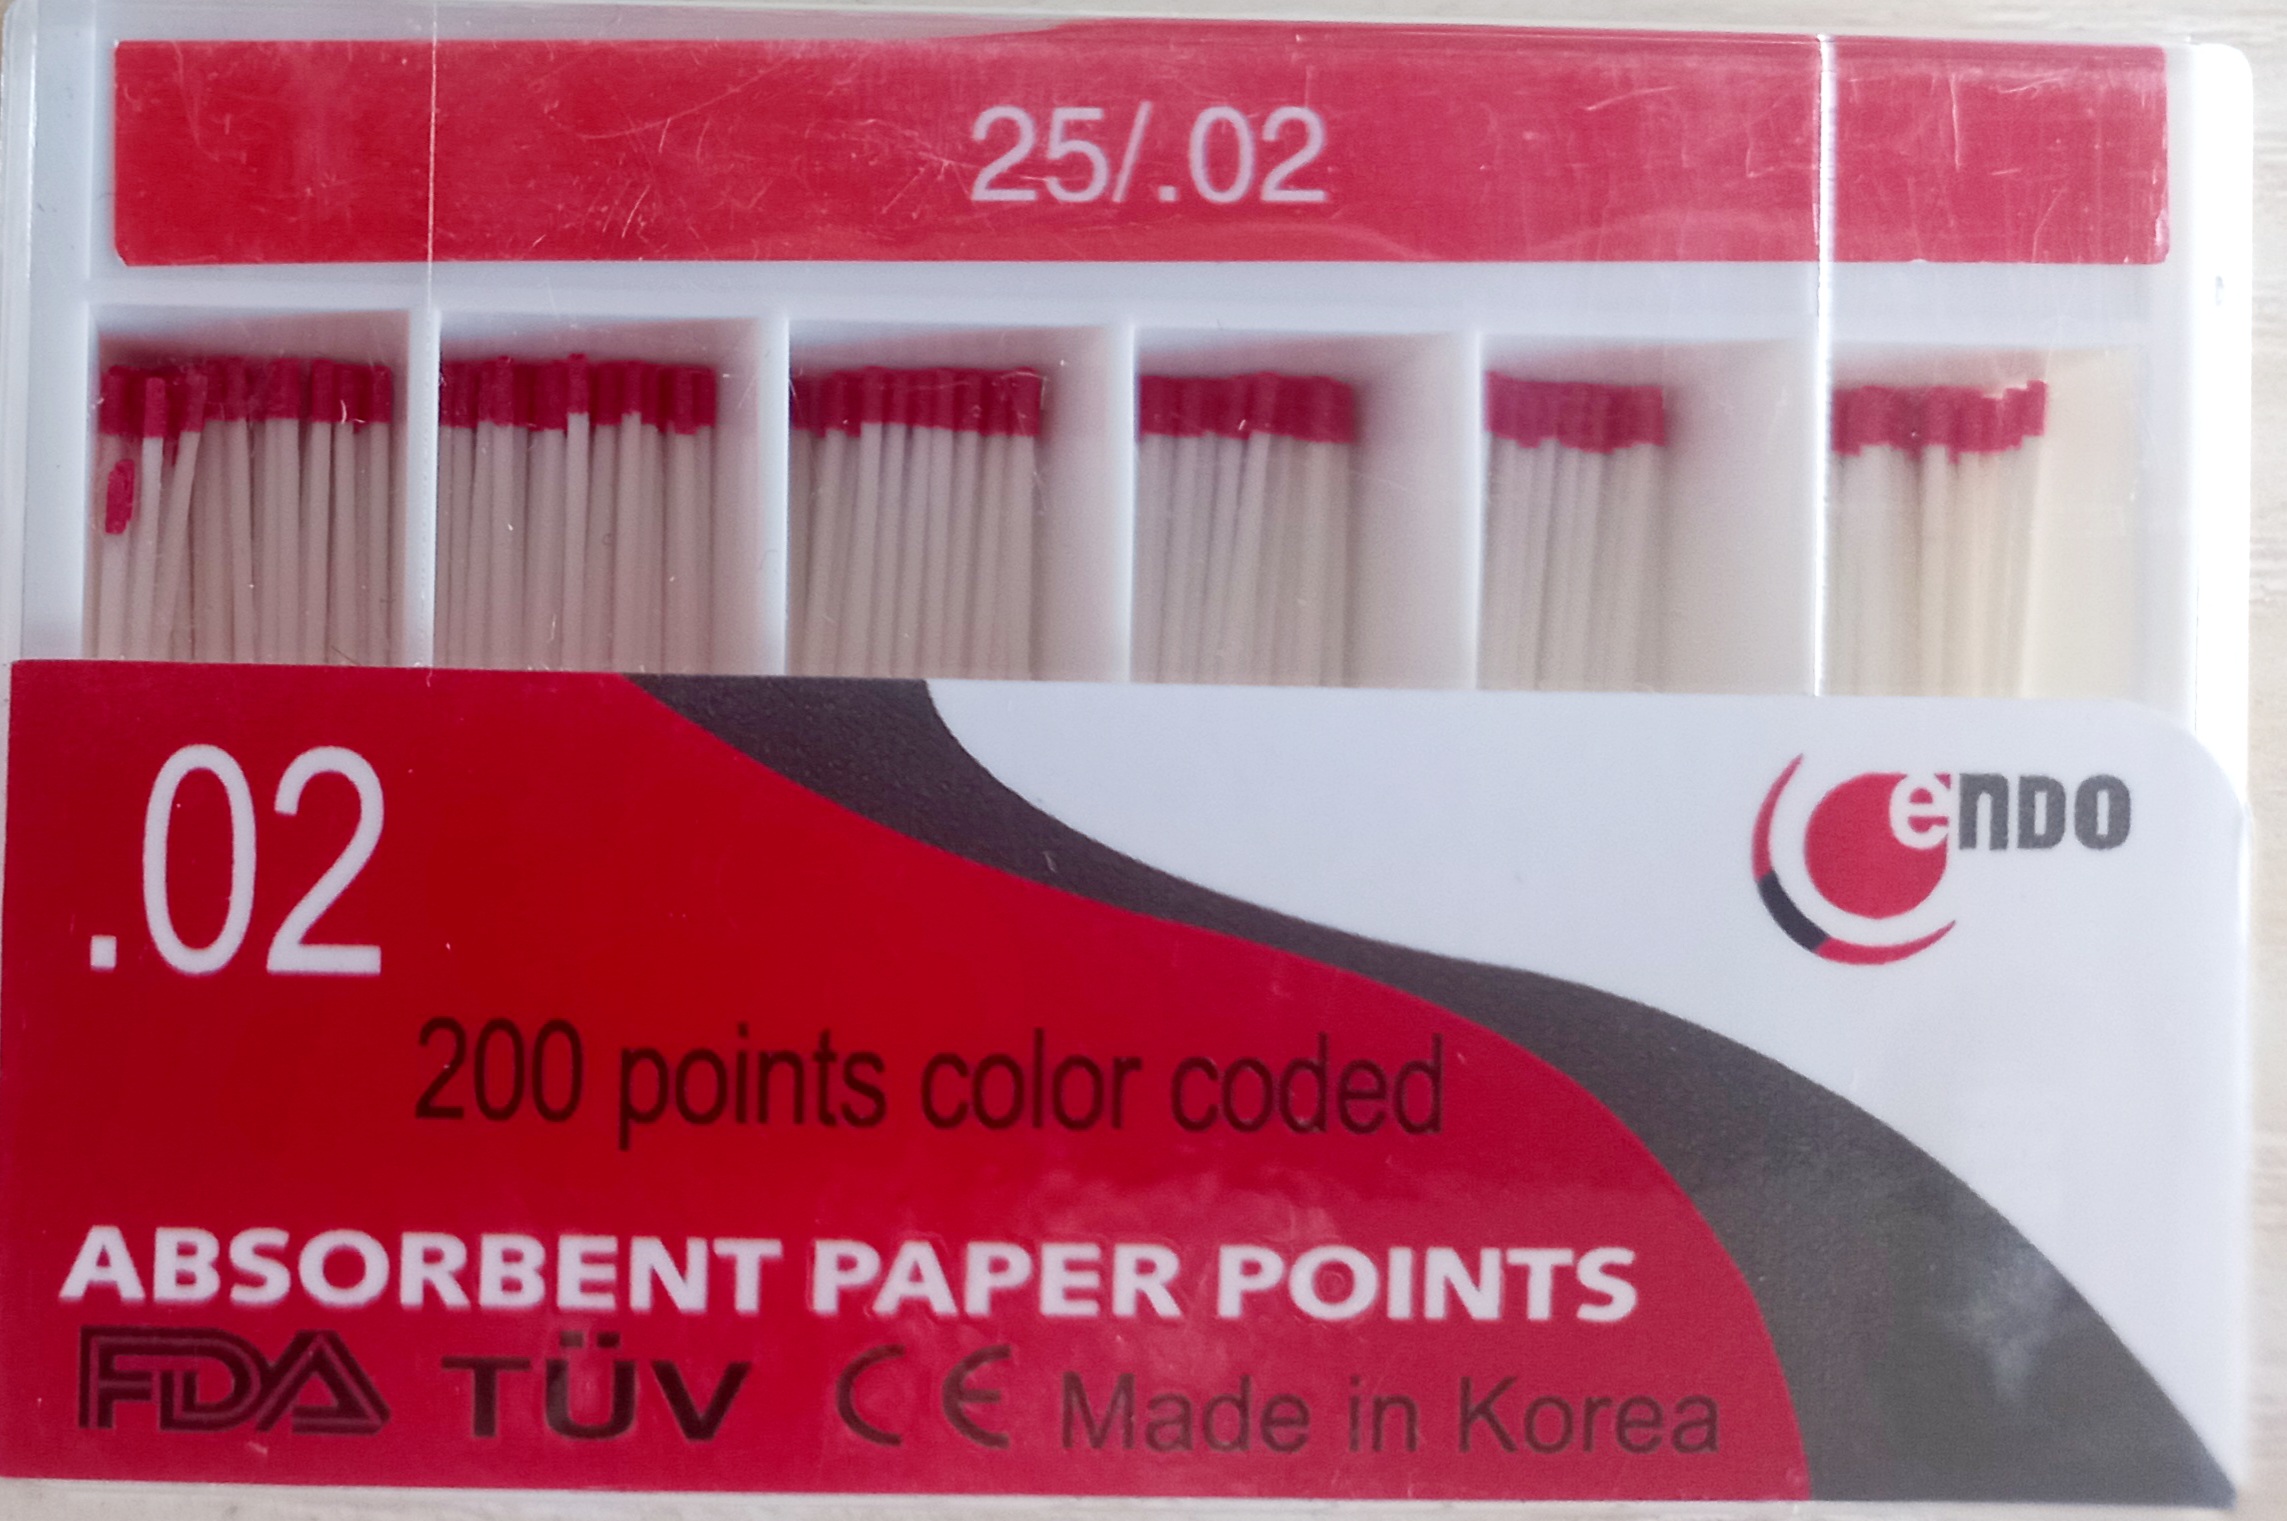 25/.02
.02
eNDO
200 points color coded
ABSORBENT PAPER POINTS
FDA TÜV CE Made in Korea